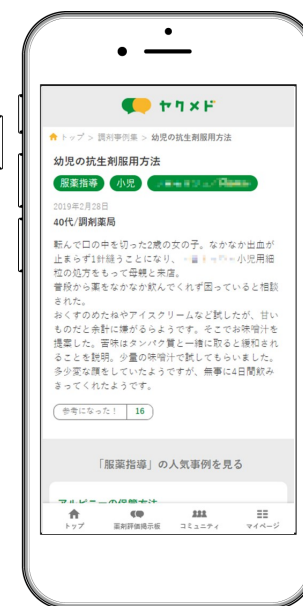 ヤクメド
トップ > 調剤事例集 > 幼児の抗生剤服用方法
幼児の抗生剤服用方法
服薬指導 小児
2019年2月28日
40代/調剤薬局
転んで口の中を切った2歳の女の子。なかなか出血が
止まらず1針縫うことになり、 小児用細
粒の処方をもって母親と来店。
普段から薬をなかなか飲んでくれず困っていると相談
された。
おくすのめたねやアイスクリームなど試したが、甘い
ものだと余計に嫌がるようです。そこでお味噌汁を
提案した。苦味はタンパク質と一緒に取ると緩和され
ることを説明。少量の味噌汁で試してもらいました。
多少変な顔をしていたようですが、無事に4日間飲み
きってくれたようです。
参考になった! 16
「服薬指導」の人気事例を見る
アルピニーの保管方法
トップ 薬剤評価掲示板 コミュニティ マイページ